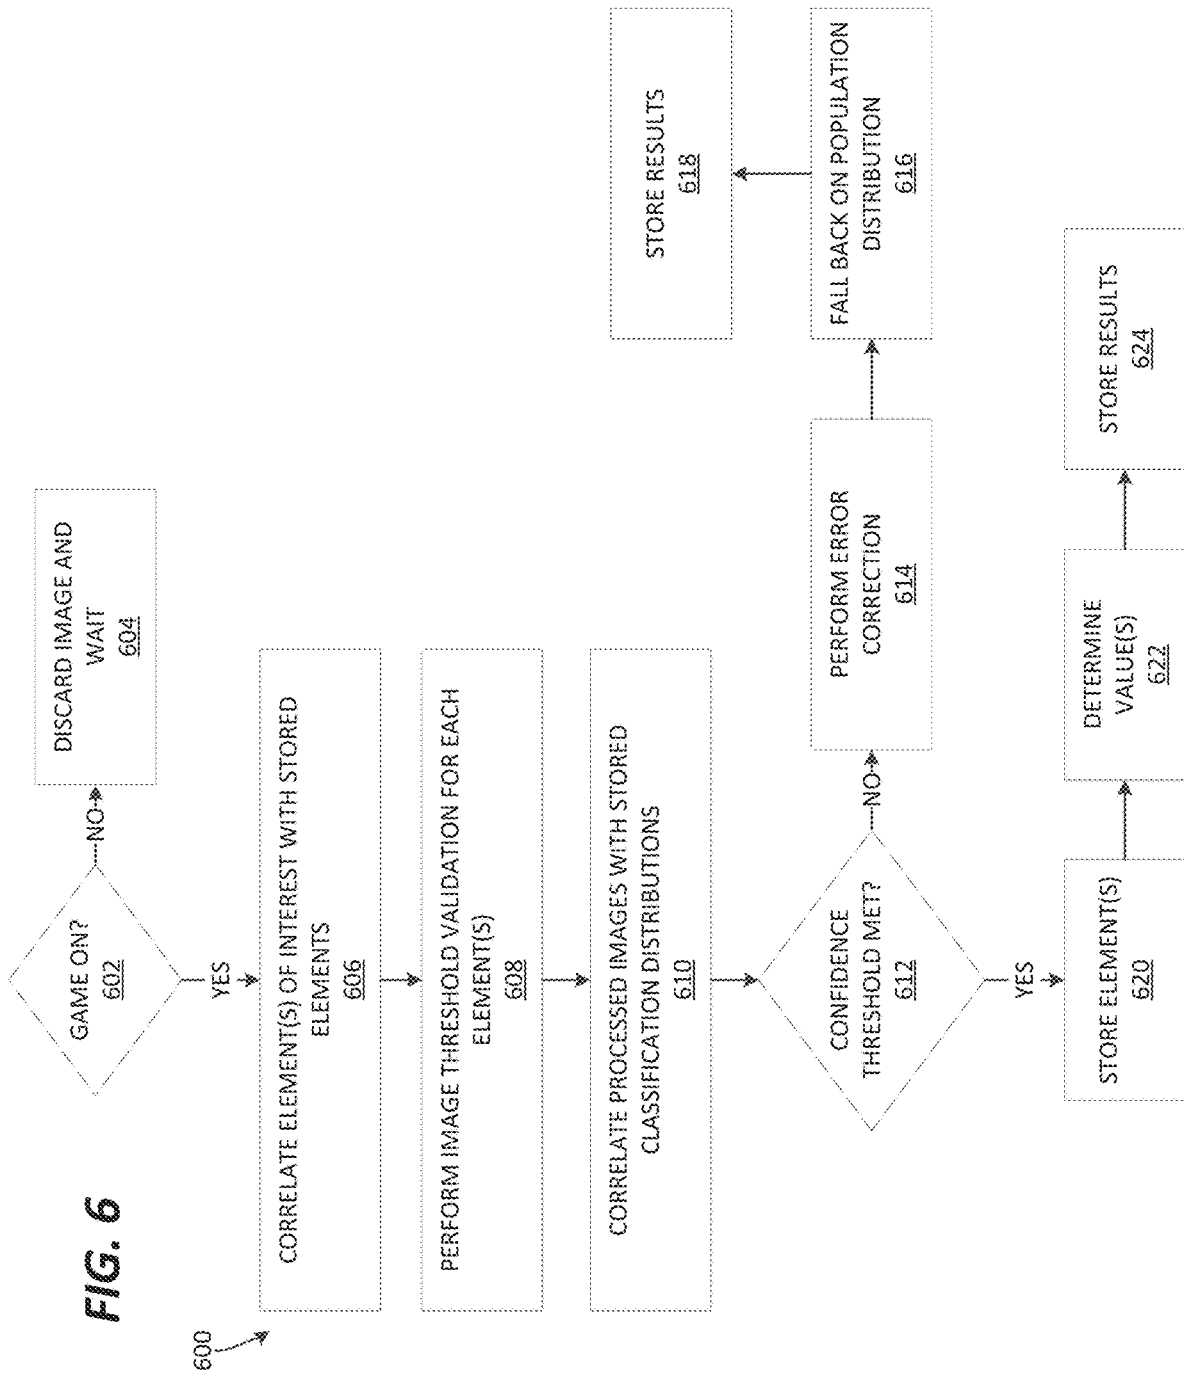 FIG. 6
600
GAME ON?
602
NO
DISCARD IMAGE AND
WAIT
604
YES
CORRELATE ELEMENT(S) OF INTEREST WITH STORED
ELEMENTS
606
PERFORM IMAGE THRESHOLD VALIDATION FOR EACH
ELEMENT(S)
608
CORRELATE PROCESSED IMAGES WITH STORED
CLASSIFICATION DISTRIBUTIONS
610
CONFIDENCE
THRESHOLD MET?
612
NO
PERFORM ERROR
CORRECTION
614
FALL BACK ON POPULATION
DISTRIBUTION
616
STORE RESULTS
618
YES
STORE ELEMENT(S)
620
DETERMINE
VALUE(S)
622
STORE RESULTS
624